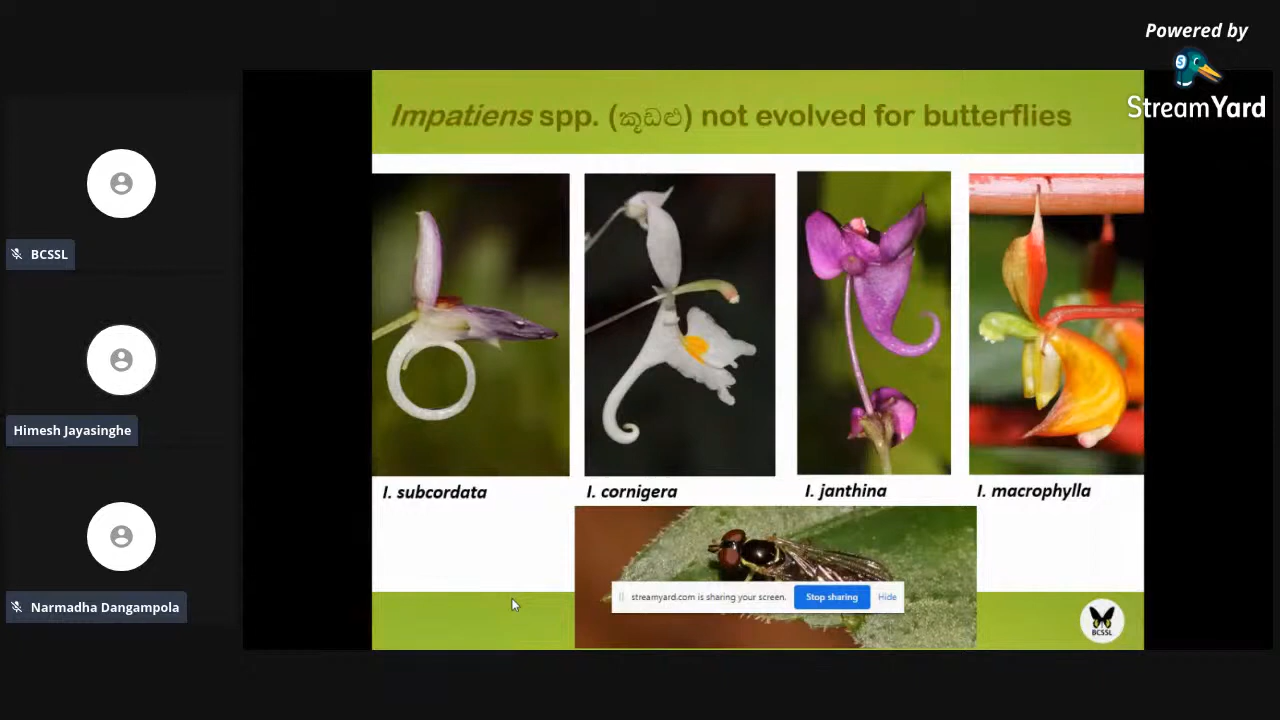 Powered by
StreamYard
Impatiens spp. (කූඩළු) not evolved for butterflies
BCSSL
Himesh Jayasinghe
Narmadha Dangampola
I. subcordata
I. cornigera
I. janthina
I. macrophylla
streamyard.com is sharing your screen.
Stop sharing
Hide
BCSSL